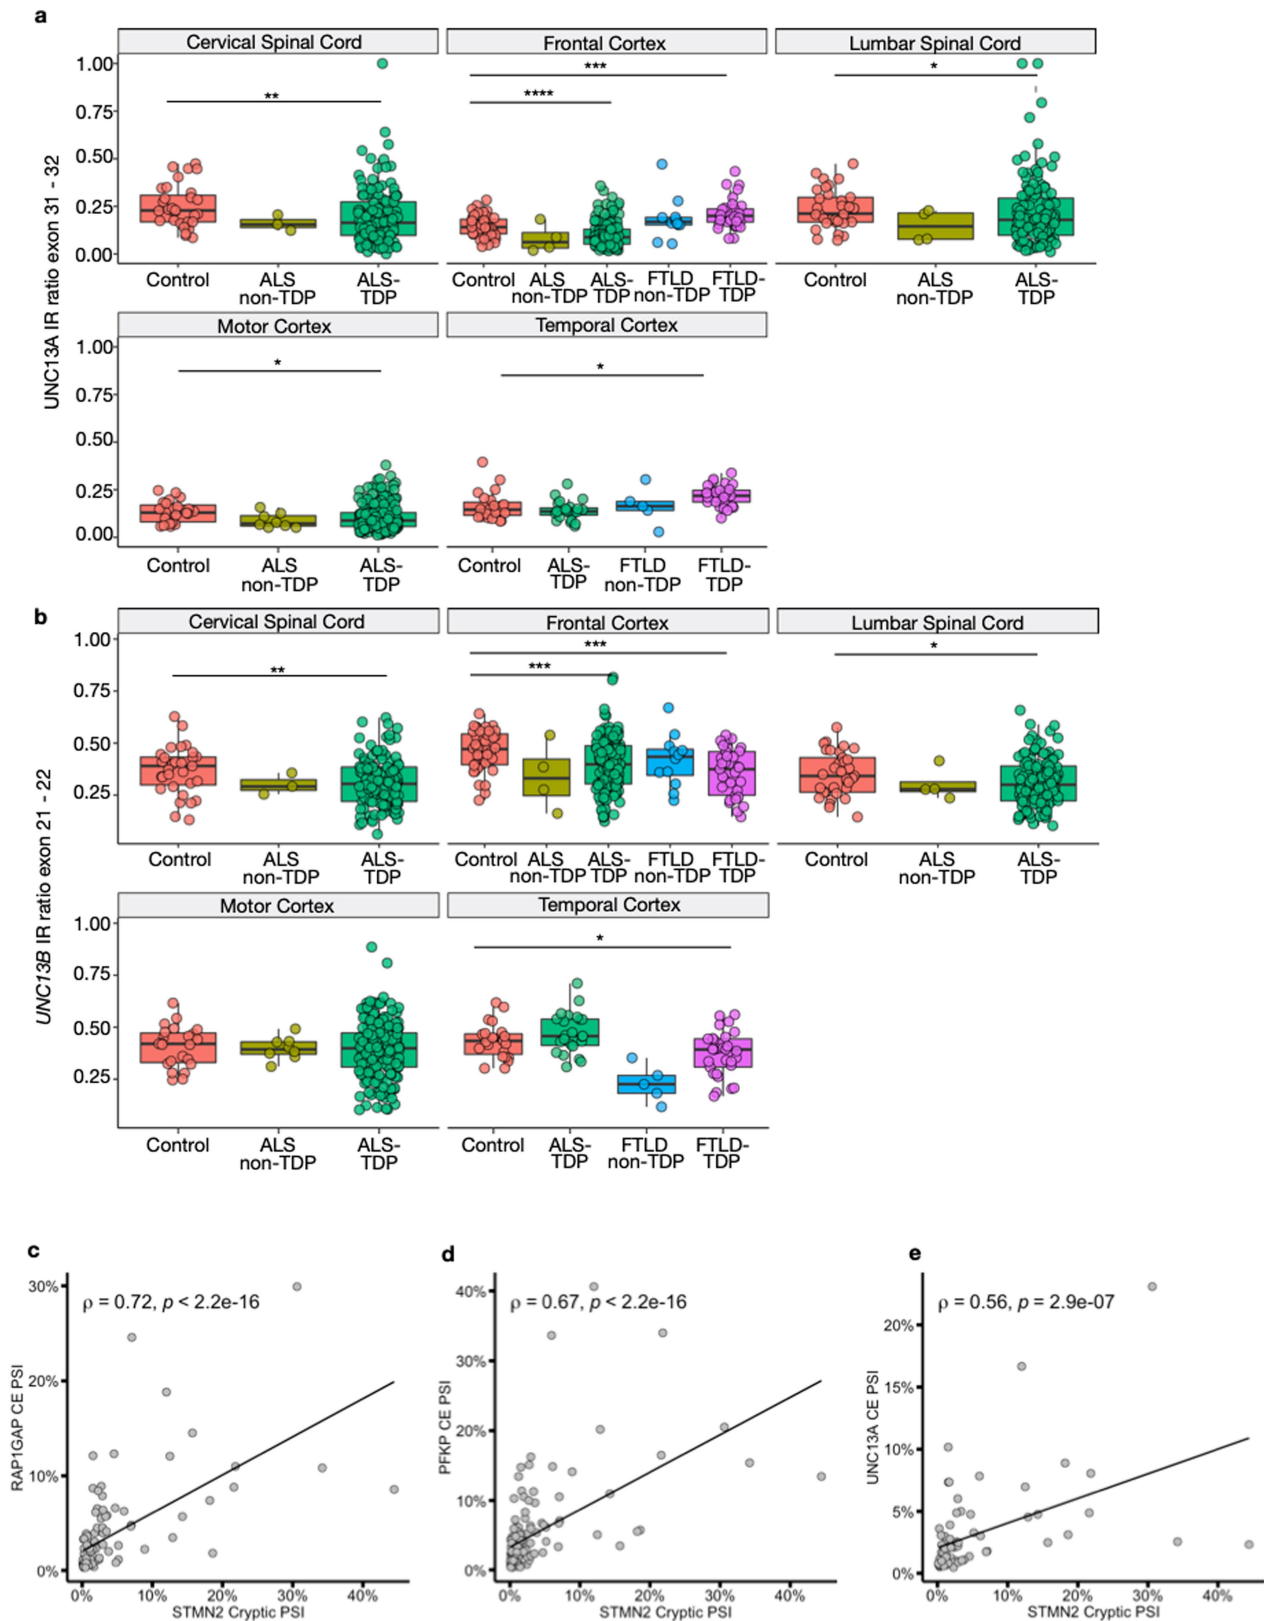 a
Cervical Spinal Cord Frontal Cortex Lumbar Spinal Cord
UNC13A IR ratio exon 31 - 32
1.00
0.75
0.50
0.25
0.00
**
***
****
*
Control ALS non-TDP ALS-TDP
Control ALS non-TDP ALS-TDP FTLD non-TDP FTLD-TDP
Control ALS non-TDP ALS-TDP
Motor Cortex Temporal Cortex
1.00
0.75
0.50
0.25
0.00
*
*
Control ALS non-TDP ALS-TDP
Control ALS-TDP FTLD non-TDP FTLD-TDP
b
Cervical Spinal Cord Frontal Cortex Lumbar Spinal Cord
UNC13B IR ratio exon 21 - 22
1.00
0.75
0.50
0.25
**
***
***
*
Control ALS non-TDP ALS-TDP
Control ALS non-TDP ALS-TDP FTLD non-TDP FTLD-TDP
Control ALS non-TDP ALS-TDP
Motor Cortex Temporal Cortex
1.00
0.75
0.50
0.25
*
Control ALS non-TDP ALS-TDP
Control ALS-TDP FTLD non-TDP FTLD-TDP
c
RAP1GAP CE PSI
30%
20%
10%
0%
ρ = 0.72, p < 2.2e-16
0% 10% 20% 30% 40%
STMN2 Cryptic PSI
d
PFKP CE PSI
40%
30%
20%
10%
0%
ρ = 0.67, p < 2.2e-16
0% 10% 20% 30% 40%
STMN2 Cryptic PSI
e
UNC13A CE PSI
20%
15%
10%
5%
0%
ρ = 0.56, p = 2.9e-07
0% 10% 20% 30% 40%
STMN2 Cryptic PSI